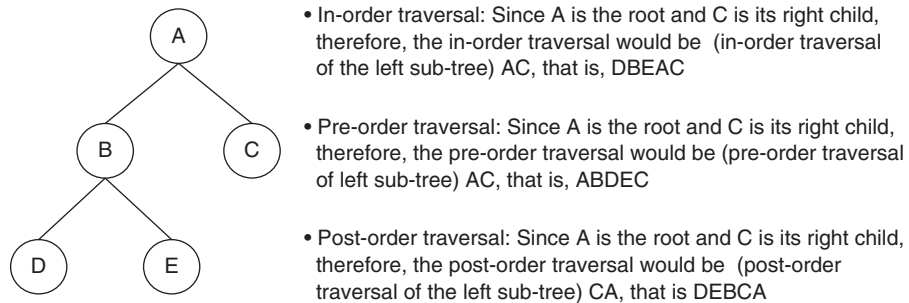 A
B
C
D
E
• In-order traversal: Since A is the root and C is its right child,
therefore, the in-order traversal would be (in-order traversal
of the left sub-tree) AC, that is, DBEAC
• Pre-order traversal: Since A is the root and C is its right child,
therefore, the pre-order traversal would be (pre-order traversal
of left sub-tree) AC, that is, ABDEC
• Post-order traversal: Since A is the root and C is its right child,
therefore, the post-order traversal would be (post-order
traversal of the left sub-tree) CA, that is DEBCA